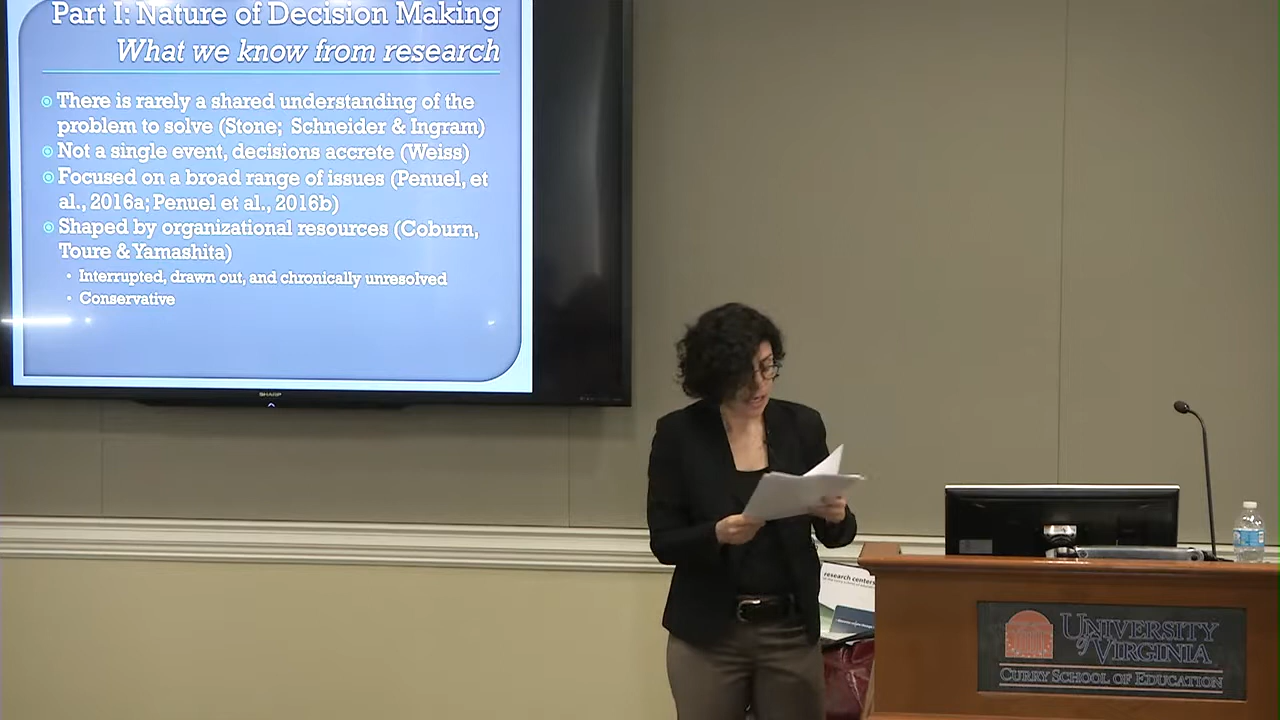 Part I: Nature of Decision Making
What we know from research
There is rarely a shared understanding of the
problem to solve (Stone; Schneider & Ingram)
Not a single event, decisions accrete (Weiss)
Focused on a broad range of issues (Penuel, et
al., 2016a; Penuel et al., 2016b)
Shaped by organizational resources (Coburn,
Toure & Yamashita)
Interrupted, drawn out, and chronically unresolved
Conservative
SHARP
research centers
UNIVERSITY
of VIRGINIA
CURRY SCHOOL OF EDUCATION